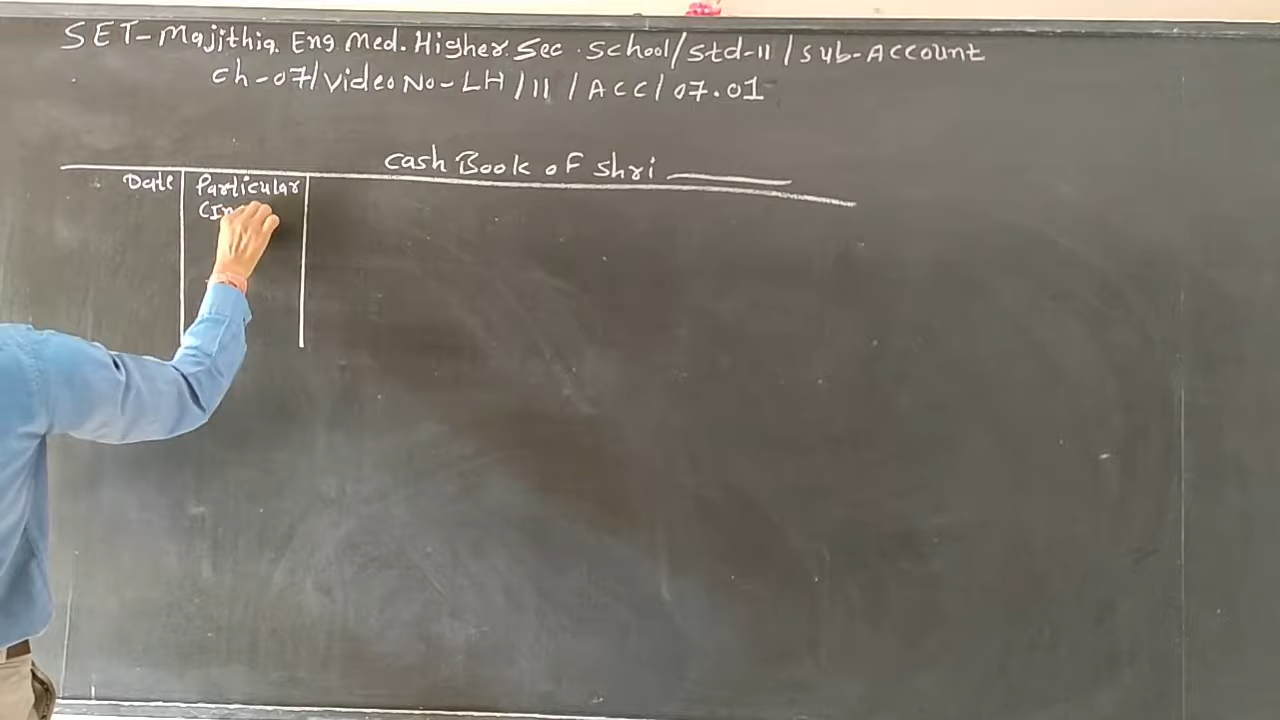 SET-Majithia Eng Med. Higher. Sec. School/Std-11/Sub-Account
Ch-07/Video No-LH/11/ACC/07.01
Cash Book of Shri
Date Particular